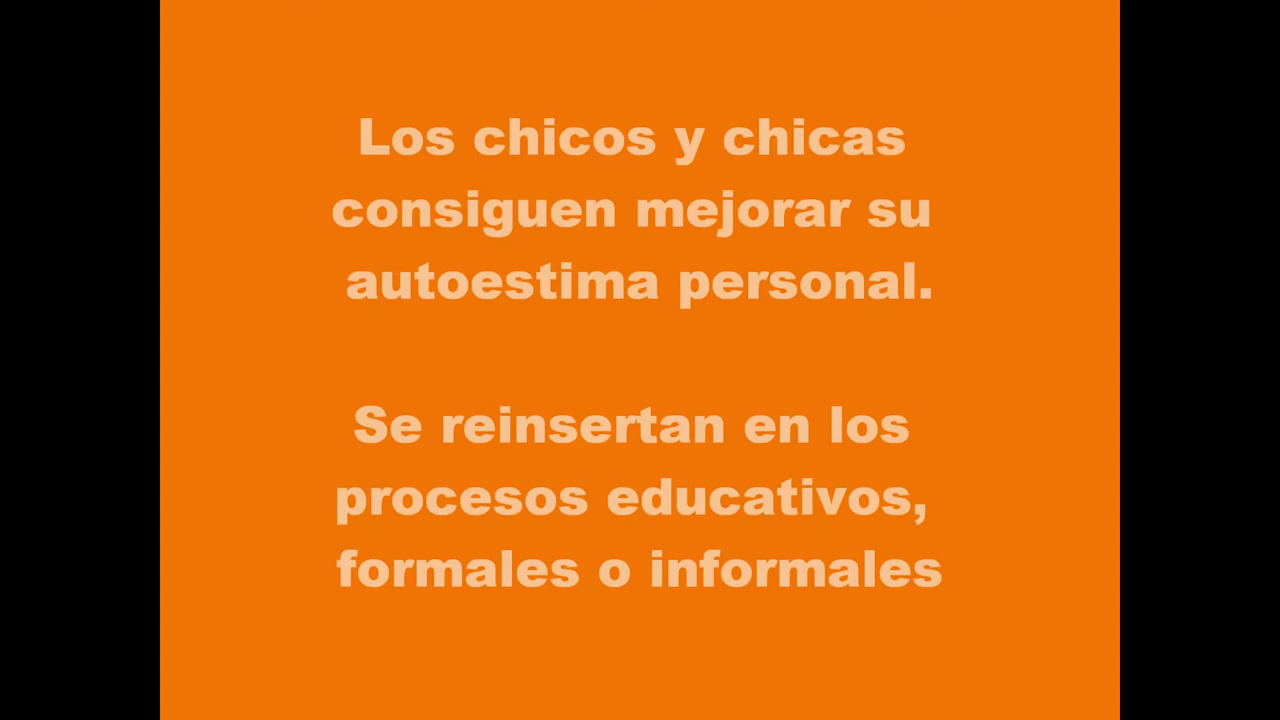 Los chicos y chicas
consiguen mejorar su
autoestima personal.
Se reinsertan en los
procesos educativos,
formales o informales